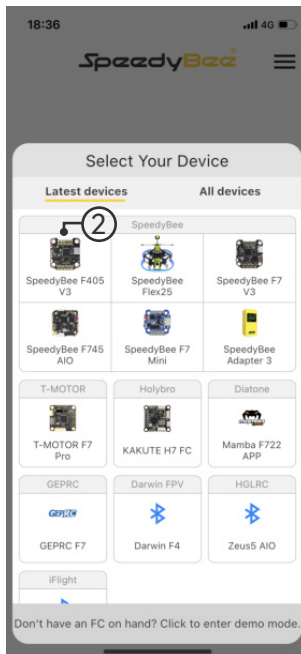 18:36
4G
SpeedyBee
Select Your Device
Latest devices
All devices
2
SpeedyBee
SpeedyBee F405
V3
SpeedyBee
Flex25
SpeedyBee F7
V3
SpeedyBee F745
AIO
SpeedyBee F7
Mini
SpeedyBee
Adapter 3
T-MOTOR
Holybro
Diatone
T-MOTOR F7
Pro
KAKUTE H7 FC
Mamba F722
APP
GEPRC
Darwin FPV
HGLRC
GEPRC
GEPRC F7
Darwin F4
Zeus5 AIO
iFlight
Don't have an FC on hand? Click to enter demo mode.